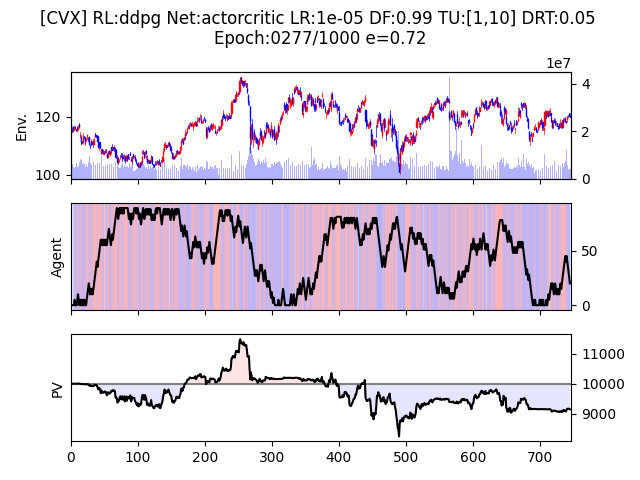 [CVX] RL:ddpg Net:actorcritic LR:1e-05 DF:0.99 TU:[1,10] DRT:0.05
Epoch:0277/1000 e=0.72
1e7
Env.
120
100
4
2
0
Agent
50
0
PV
11000
10000
9000
0 100 200 300 400 500 600 700